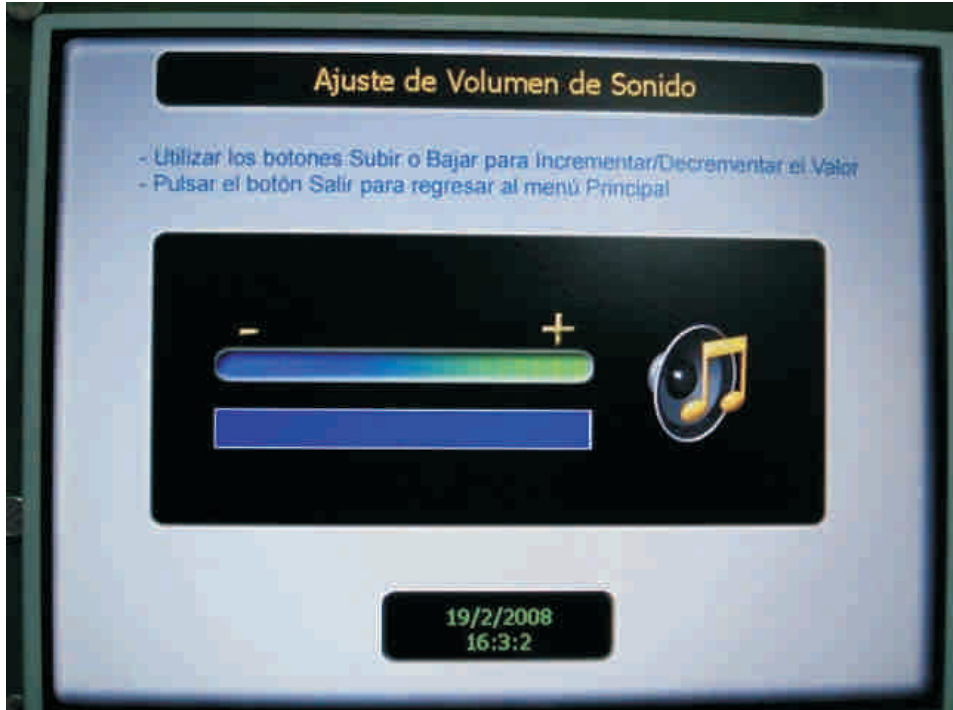 Ajuste de Volumen de Sonido
- Utilizar los botones Subir o Bajar para Incrementar/Decrementar el Valor
- Pulsar el botón Salir para regresar al menú Principal
- +
19/2/2008
16:3:2